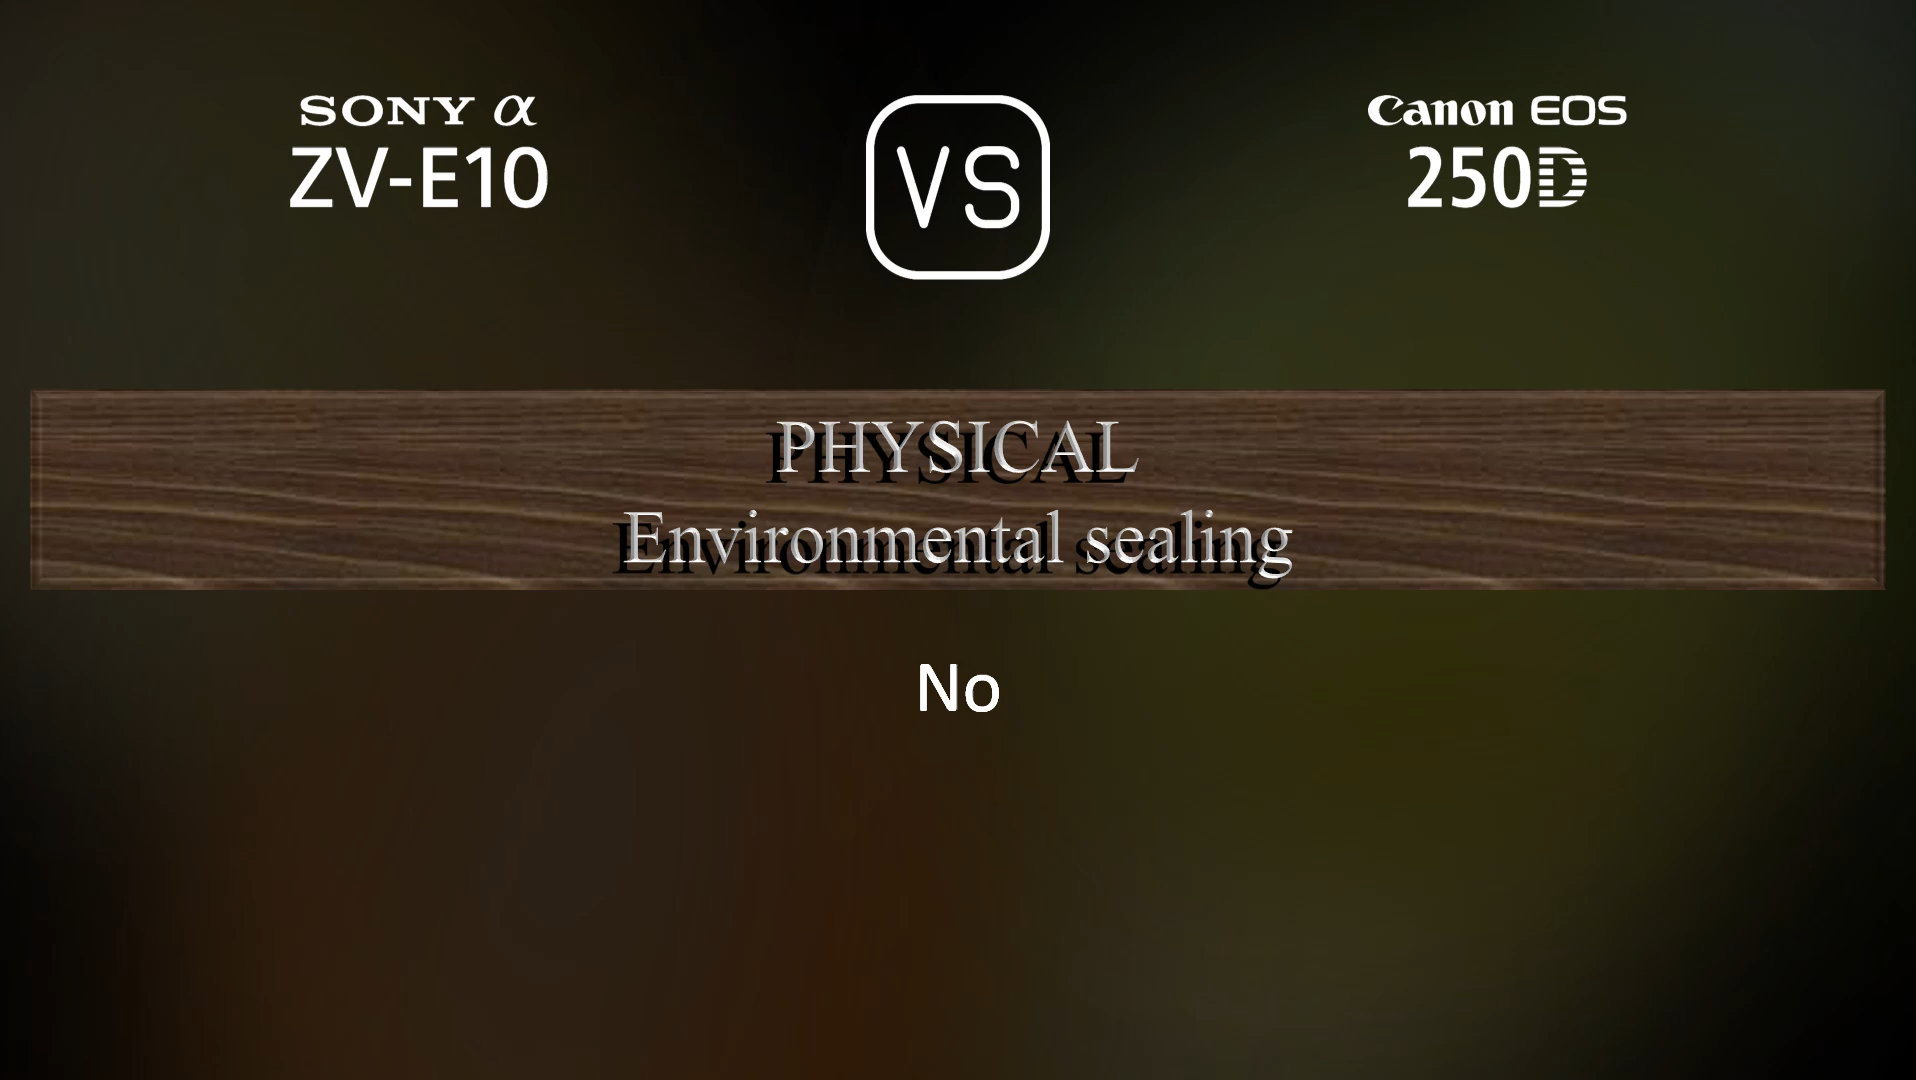 SONY α
ZV-E10
VS
Canon EOS
250D
PHYSICAL
Environmental sealing
No